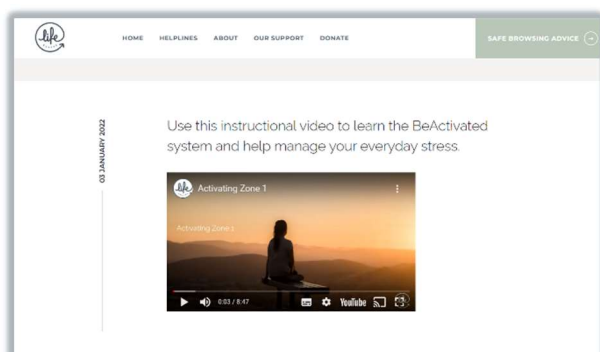 life
HOME HELPLINES ABOUT OUR SUPPORT DONATE
SAFE BROWSING ADVICE
03 JANUARY 2022
Use this instructional video to learn the BeActivated
system and help manage your everyday stress.
life Activating Zone 1
Activating Zone 1
0:03 / 8:47
YouTube